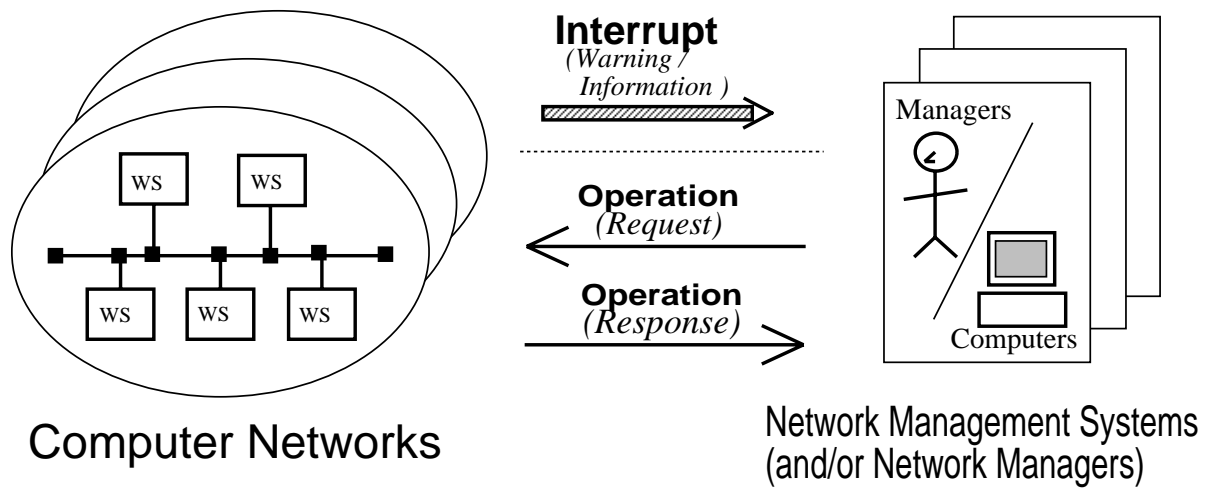 Interrupt
(Warning /
Information )
Managers
WS
WS
Operation
(Request)
WS
WS
WS
Operation
(Response)
Computers
Computer Networks
Network Management Systems
(and/or Network Managers)